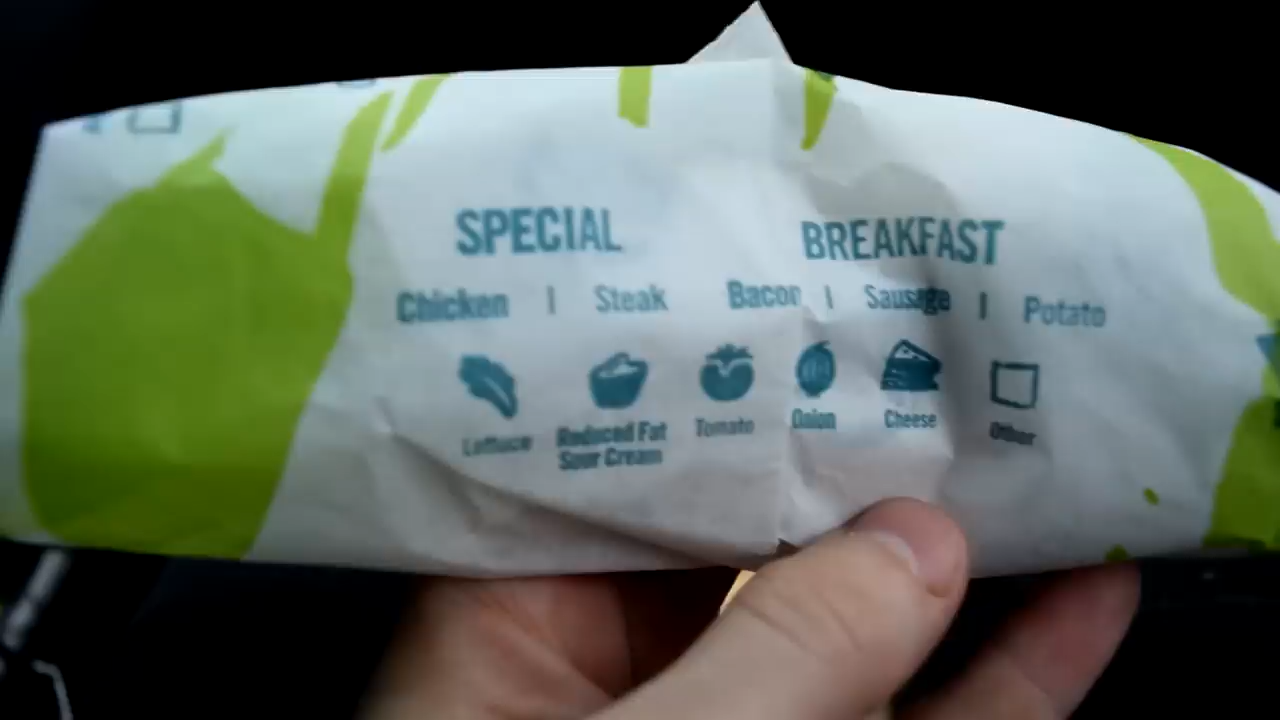 SPECIAL BREAKFAST
Chicken | Steak Bacon | Sausage | Potato
Lettuce Reduced Fat Sour Cream Tomato Onion Cheese Other